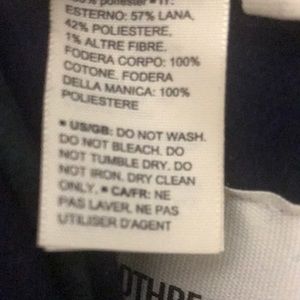 poliester ■ IT:
ESTERNO: 57% LANA,
42% POLIESTERE,
1% ALTRE FIBRE.
FODERA CORPO: 100%
COTONE. FODERA
DELLA MANICA: 100%
POLIESTERE
■ US/GB: DO NOT WASH.
DO NOT BLEACH. DO
NOT TUMBLE DRY. DO
NOT IRON. DRY CLEAN
ONLY. ■ CA/FR: NE
PAS LAVER. NE PAS
UTILISER D'AGENT